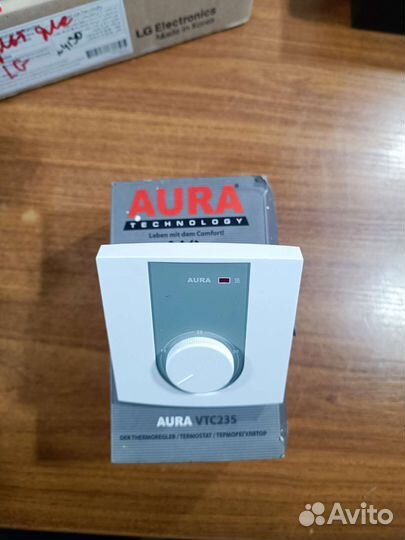 LG Electronics
Made in Korea
LG
AURA
TECHNOLOGY
Leben mit dem Comfort!
AURA
AURA VTC235
DER THERMOREGLER / TERMOSTAT / ТЕРМОРЕГУЛЯТОР
Avito